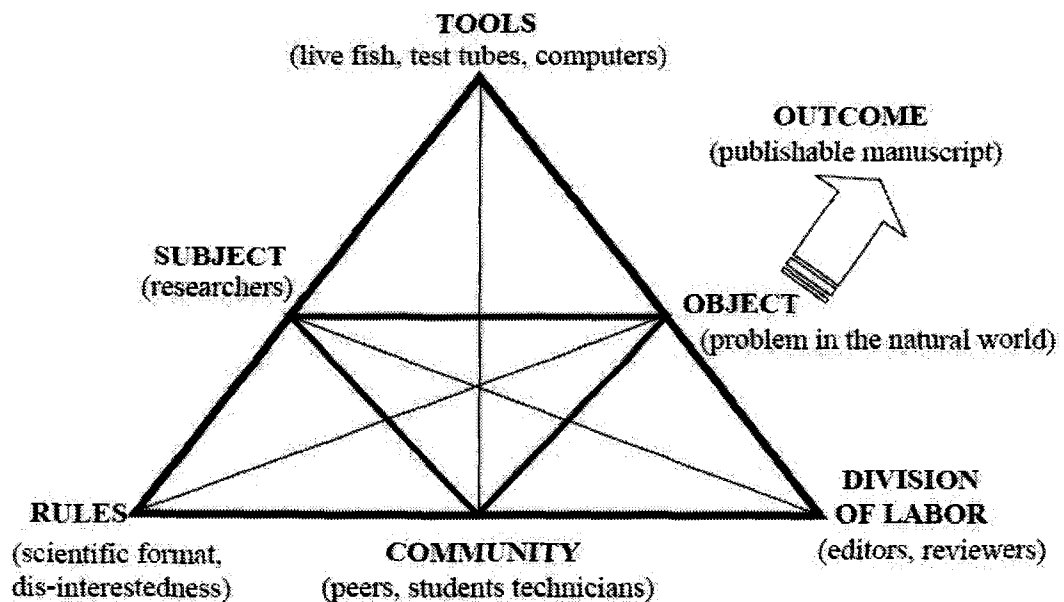 TOOLS
(live fish, test tubes, computers)
OUTCOME
(publishable manuscript)
SUBJECT
(researchers)
OBJECT
(problem in the natural world)
RULES
(scientific format,
dis-interestedness)
COMMUNITY
(peers, students technicians)
DIVISION
OF LABOR
(editors, reviewers)